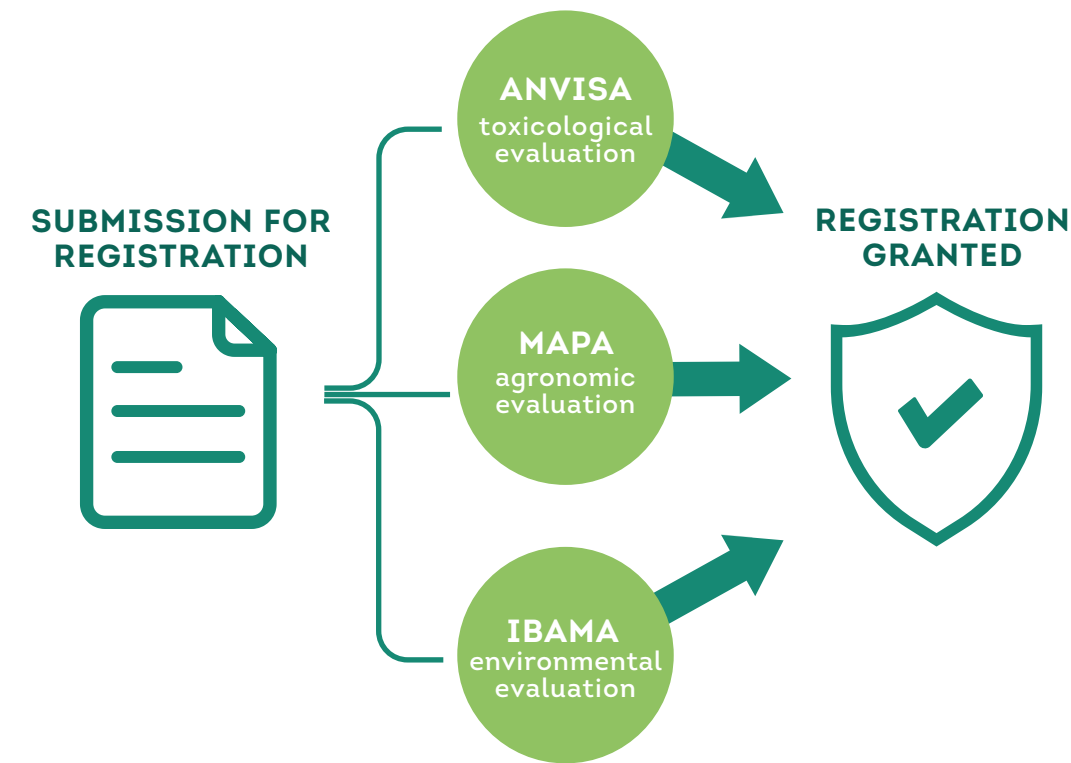 SUBMISSION FOR
REGISTRATION
ANVISA
toxicological
evaluation
MAPA
agronomic
evaluation
IBAMA
environmental
evaluation
REGISTRATION
GRANTED